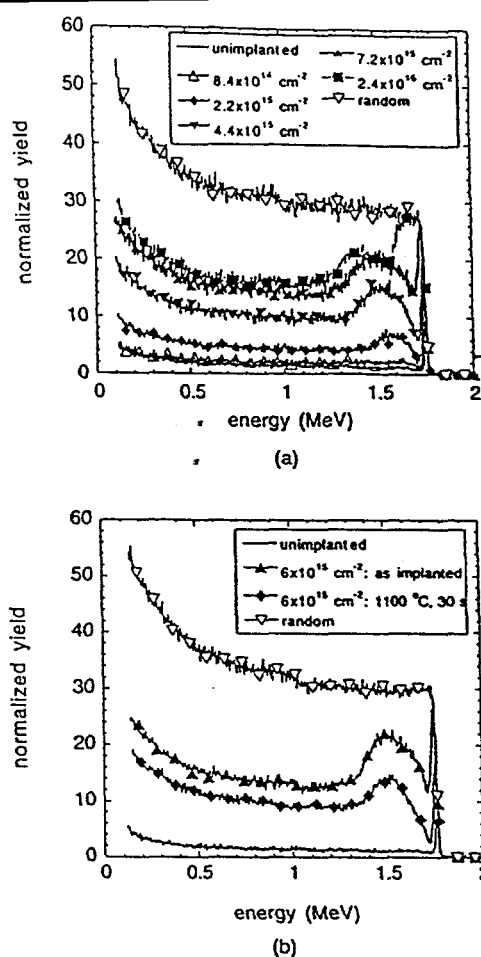 (a)
60
50
40
30
20
10
0
normalized yield
unimplanted
8.4x10¹⁴ cm⁻²
2.2x10¹⁵ cm⁻²
4.4x10¹⁵ cm⁻²
7.2x10¹⁵ cm⁻²
2.4x10¹⁶ cm⁻²
random
0 0.5 1 1.5 2
energy (MeV)
(a)
60
50
40
30
20
10
0
normalized yield
unimplanted
6x10¹⁵ cm⁻²: as implanted
6x10¹⁵ cm⁻²: 1100 °C, 30 s
random
0 0.5 1 1.5 2
energy (MeV)
(b)